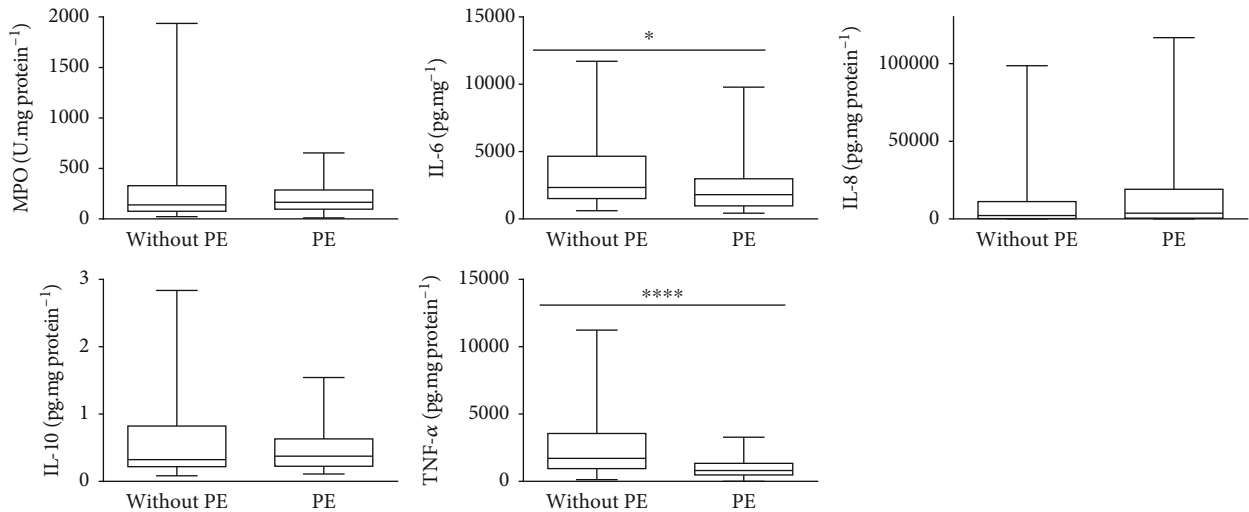 MPO (U.mg protein⁻¹)
2000
1500
1000
500
0
Without PE
PE
IL-6 (pg.mg⁻¹)
15000
10000
5000
0
*
Without PE
PE
IL-8 (pg.mg protein⁻¹)
100000
50000
0
Without PE
PE
IL-10 (pg.mg protein⁻¹)
3
2
1
0
Without PE
PE
TNF-α (pg.mg protein⁻¹)
15000
10000
5000
0
****
Without PE
PE